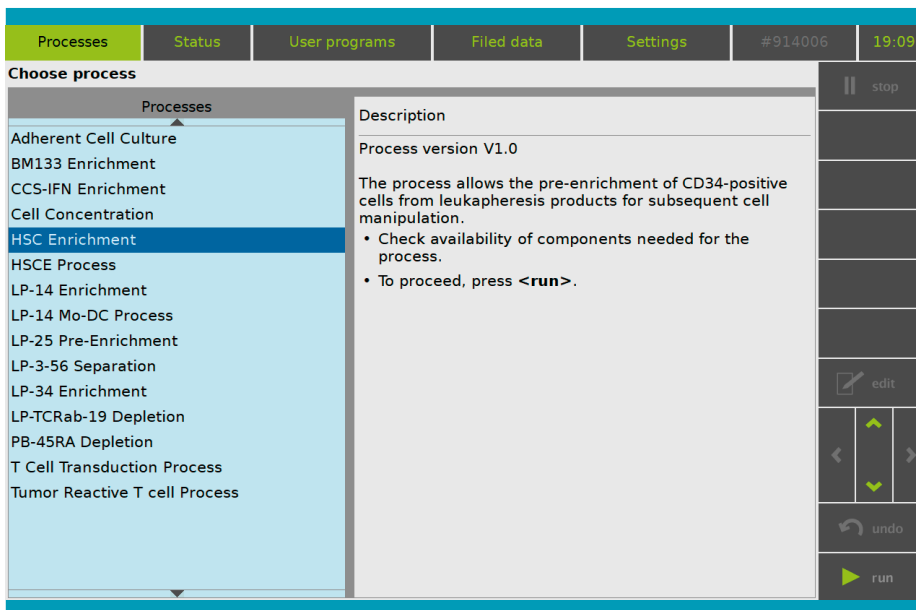 Processes Status User programs Filed data Settings #914006 19:09
Choose process
stop
Processes
Adherent Cell Culture
BM133 Enrichment
CCS-IFN Enrichment
Cell Concentration
HSC Enrichment
HSCE Process
LP-14 Enrichment
LP-14 Mo-DC Process
LP-25 Pre-Enrichment
LP-3-56 Separation
LP-34 Enrichment
LP-TCRab-19 Depletion
PB-45RA Depletion
T Cell Transduction Process
Tumor Reactive T cell Process
Description
Process version V1.0
The process allows the pre-enrichment of CD34-positive
cells from leukapheresis products for subsequent cell
manipulation.
• Check availability of components needed for the
process.
• To proceed, press <run>.
edit
undo
run